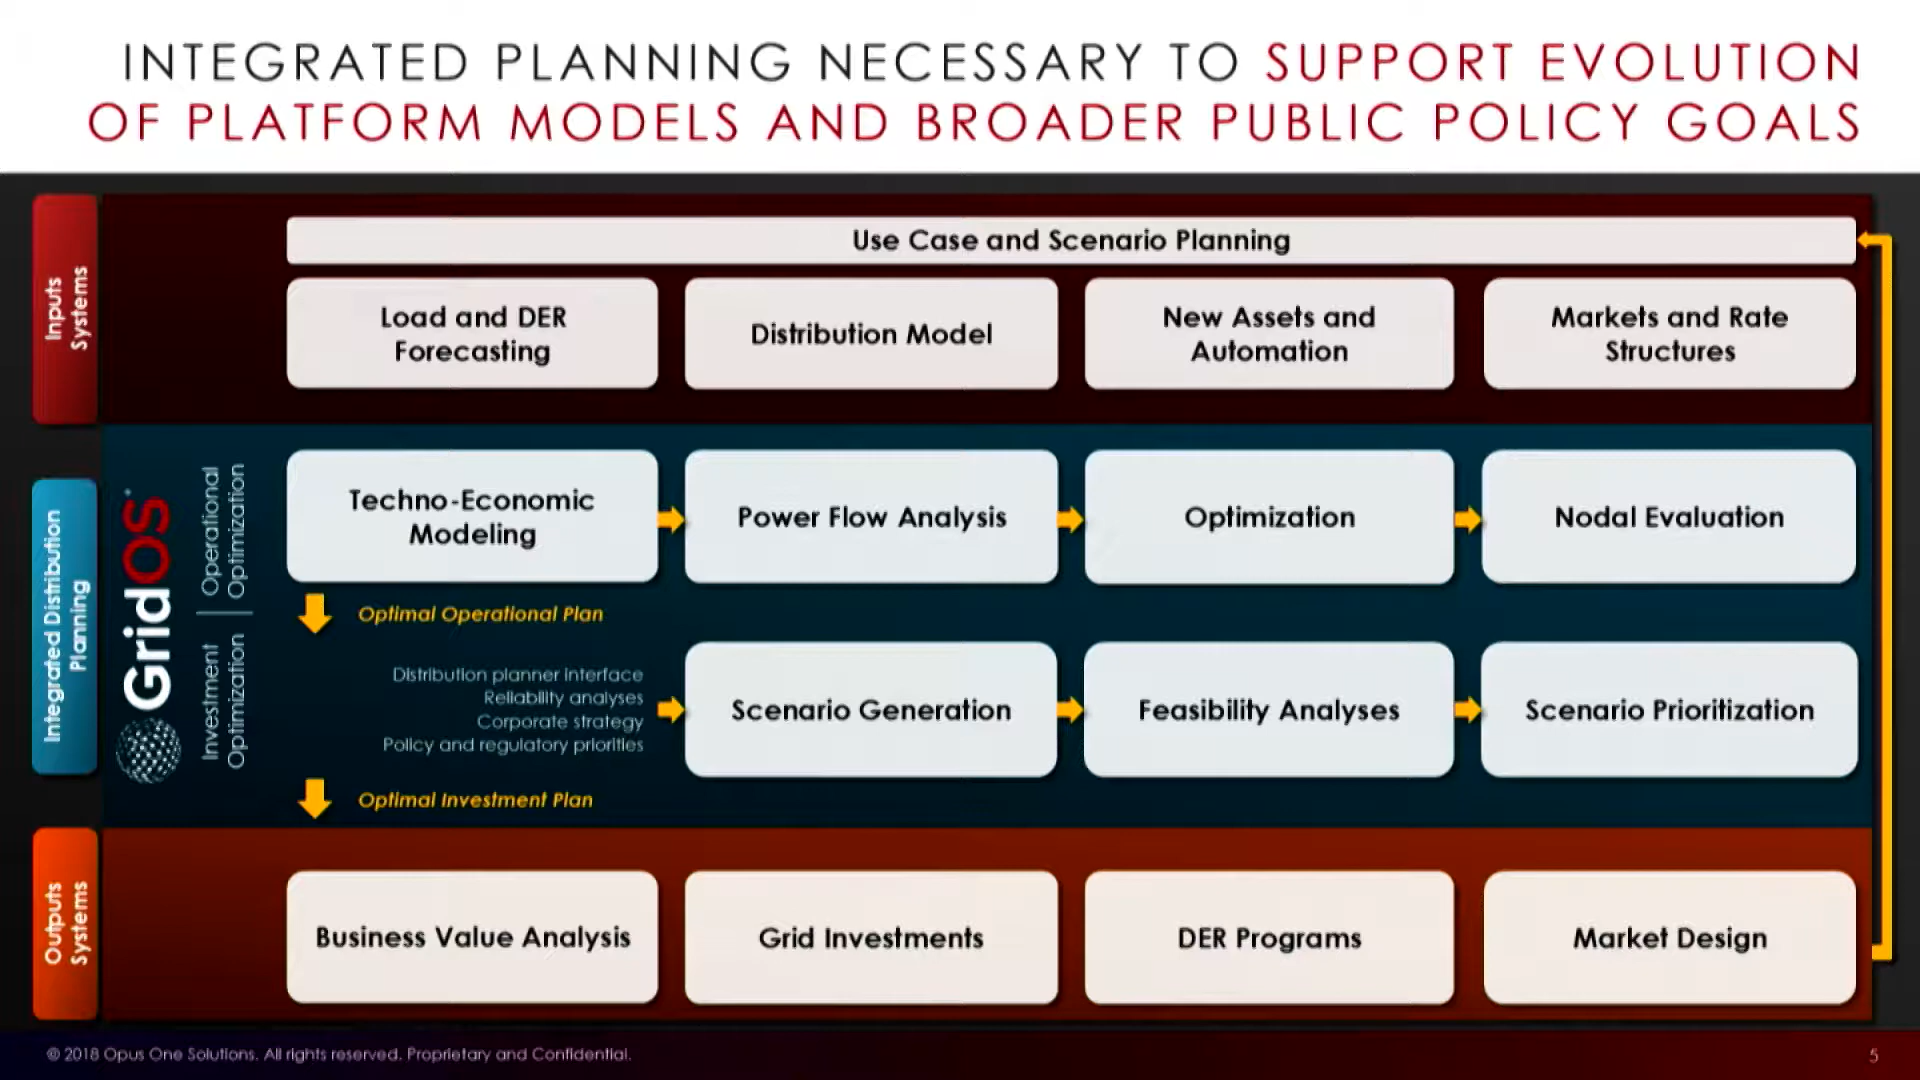 INTEGRATED PLANNING NECESSARY TO SUPPORT EVOLUTION
OF PLATFORM MODELS AND BROADER PUBLIC POLICY GOALS
Inputs
Systems
Use Case and Scenario Planning
Load and DER
Forecasting
Distribution Model
New Assets and
Automation
Markets and Rate
Structures
Integrated Distribution
Planning
GridOS
Operational
Optimization
Investment
Optimization
Techno-Economic
Modeling
Power Flow Analysis
Optimization
Nodal Evaluation
Optimal Operational Plan
Distribution planner interface
Reliability analyses
Corporate strategy
Policy and regulatory priorities
Scenario Generation
Feasibility Analyses
Scenario Prioritization
Optimal Investment Plan
Outputs
Systems
Business Value Analysis
Grid Investments
DER Programs
Market Design
© 2018 Opus One Solutions. All rights reserved. Proprietary and Confidential.
5